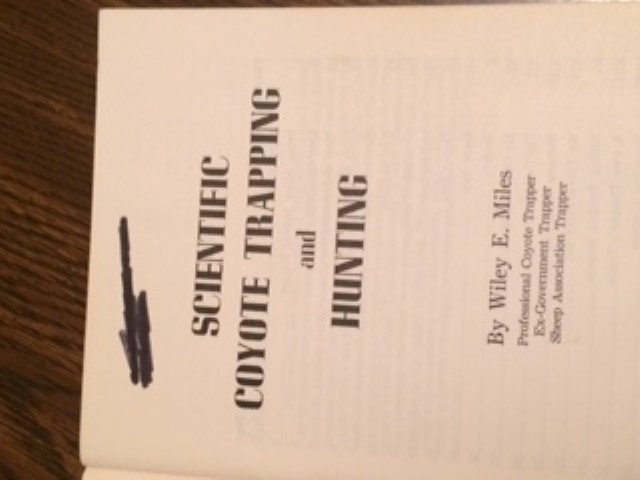 SCIENTIFIC
COYOTE TRAPPING
and
HUNTING
By Wiley E. Miles
Professional Coyote Trapper
Ex-Government Trapper
Sheep Association Trapper